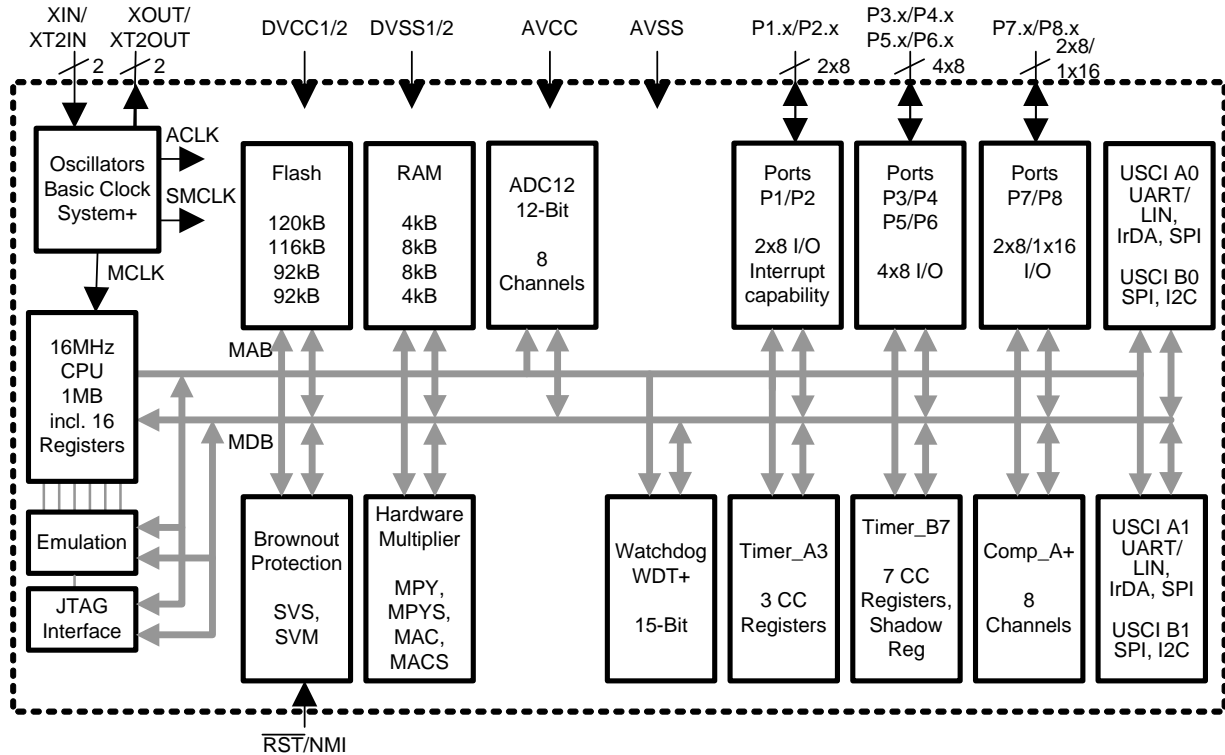 XIN/
XT2IN
XOUT/
XT2OUT
DVCC1/2
DVSS1/2
AVCC
AVSS
P1.x/P2.x
P3.x/P4.x
P5.x/P6.x
P7.x/P8.x
2
2
2x8
4x8
2x8/
1x16
Oscillators
Basic Clock
System+
ACLK
SMCLK
MCLK
Flash
120kB
116kB
92kB
92kB
RAM
4kB
8kB
8kB
4kB
ADC12
12-Bit
8
Channels
Ports
P1/P2
2x8 I/O
Interrupt
capability
Ports
P3/P4
P5/P6
4x8 I/O
Ports
P7/P8
2x8/1x16
I/O
USCI A0
UART/
LIN,
IrDA, SPI
USCI B0
SPI, I2C
16MHz
CPU
1MB
incl. 16
Registers
MAB
MDB
Emulation
JTAG
Interface
Brownout
Protection
SVS,
SVM
Hardware
Multiplier
MPY,
MPYS,
MAC,
MACS
Watchdog
WDT+
15-Bit
Timer_A3
3 CC
Registers
Timer_B7
7 CC
Registers,
Shadow
Reg
Comp_A+
8
Channels
USCI A1
UART/
LIN,
IrDA, SPI
USCI B1
SPI, I2C
RST/NMI